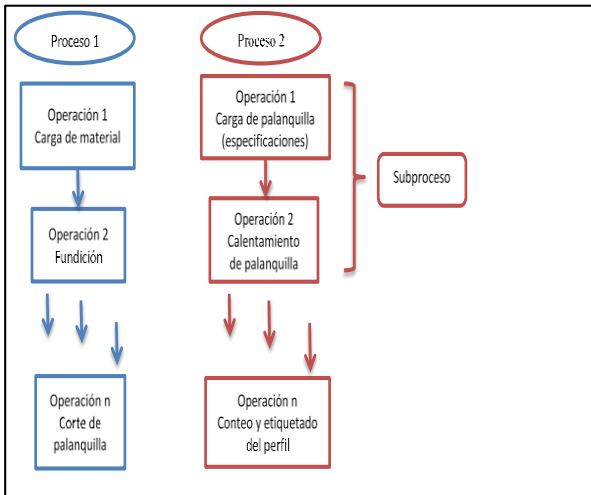 Proceso 1
Operación 1
Carga de material
Operación 2
Fundición
Operación n
Corte de
palanquilla
Proceso 2
Operación 1
Carga de palanquilla
(especificaciones)
Operación 2
Calentamiento
de palanquilla
Operación n
Conteo y etiquetado
del perfil
Subproceso